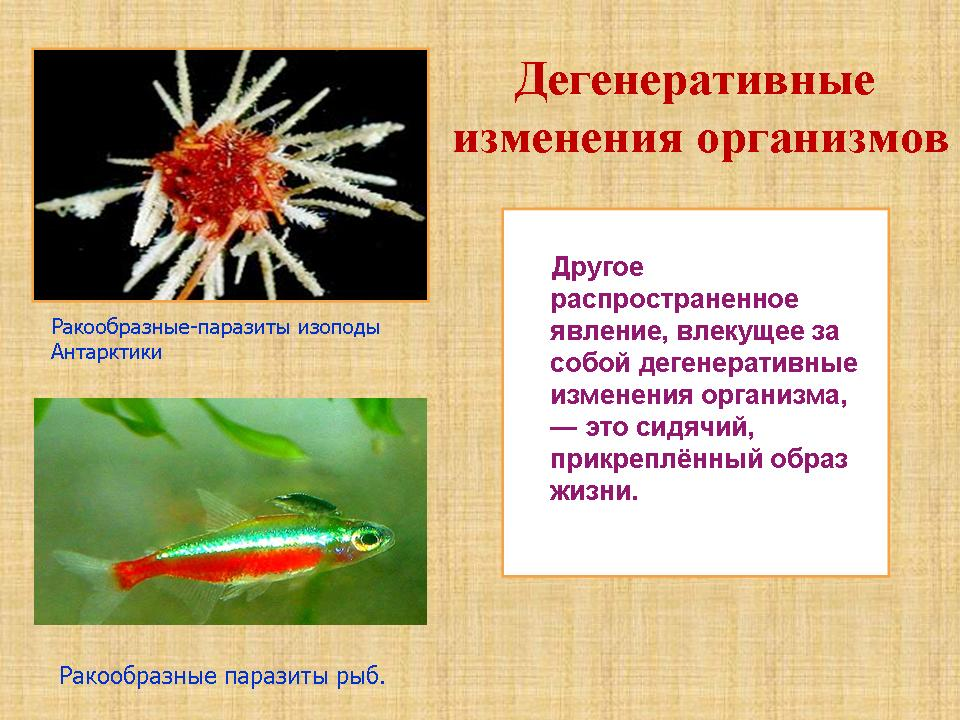 Дегенеративные
изменения организмов
Ракообразные-паразиты изоподы
Антарктики
Другое
распространенное
явление, влекущее за
собой дегенеративные
изменения организма,
— это сидячий,
прикреплённый образ
жизни.
Ракообразные паразиты рыб.